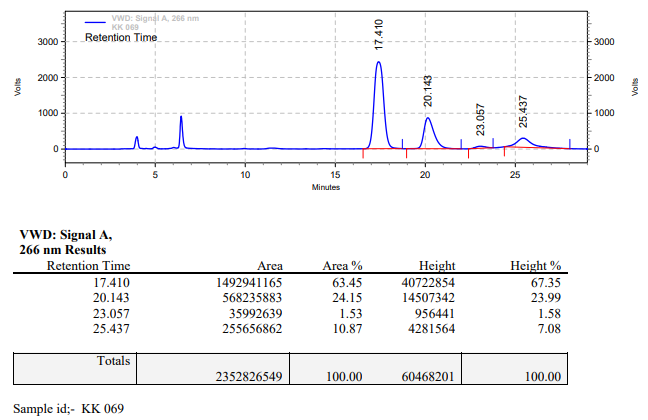 VWD: Signal A, 266 nm
KK 069
Retention Time
17.410
20.143
23.057
25.437
3000
2000
1000
0
Volts
3000
2000
1000
0
Volts
0 5 10 15 20 25
Minutes
VWD: Signal A,
266 nm Results
Retention Time Area Area % Height Height %
17.410 1492941165 63.45 40722854 67.35
20.143 568235883 24.15 14507342 23.99
23.057 35992639 1.53 956441 1.58
25.437 255656862 10.87 4281564 7.08
Totals
2352826549 100.00 60468201 100.00
Sample id;- KK 069